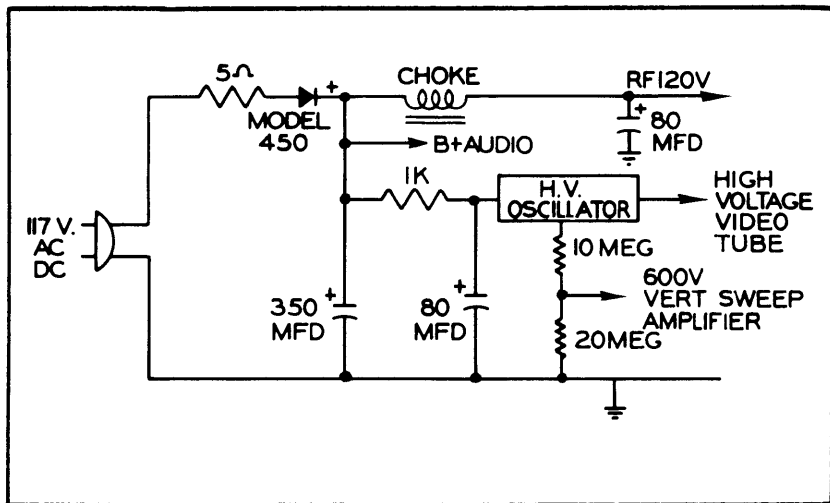 5Ω
MODEL
450
+
CHOKE
RF120V
+
80
MFD
B+AUDIO
1K
H.V.
OSCILLATOR
HIGH
VOLTAGE
VIDEO
TUBE
117 V.
AC
DC
10 MEG
600V
VERT SWEEP
AMPLIFIER
+
350
MFD
+
80
MFD
20MEG